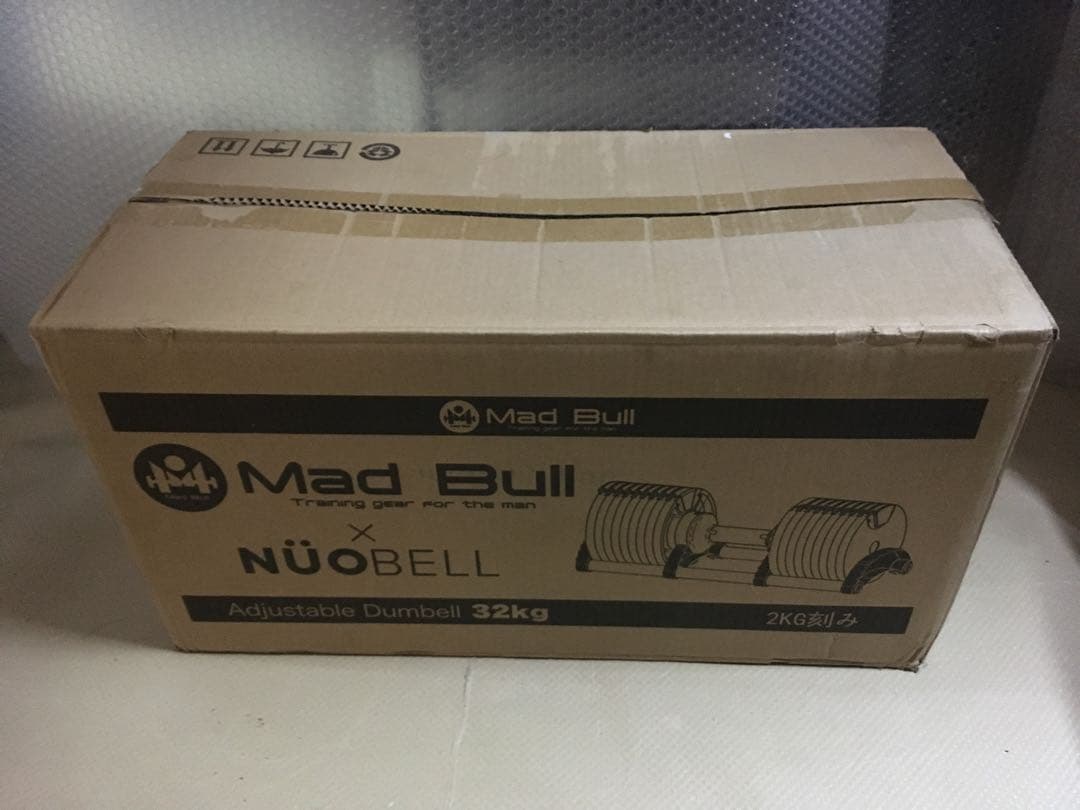 Mad Bull
Training gear for the man
Mad Bull
Training gear for the man
×
NÜOBELL
Adjustable Dumbell 32kg
2KG刻み